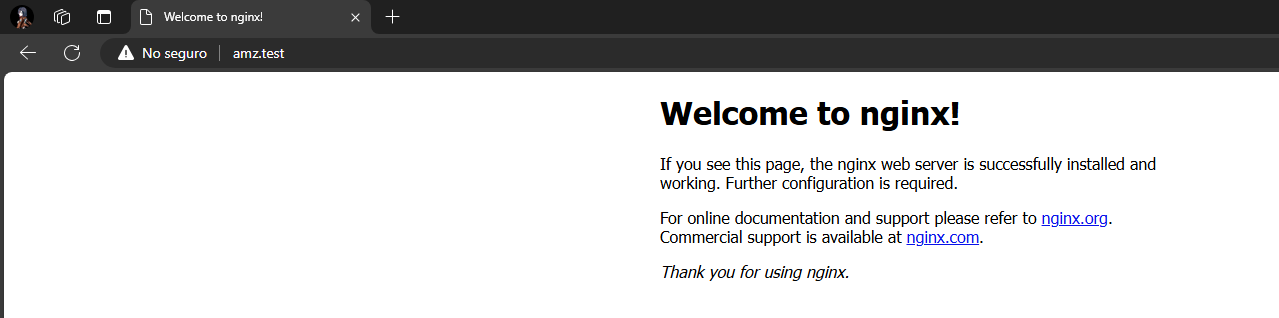 Welcome to nginx!
No seguro
amz.test
Welcome to nginx!
If you see this page, the nginx web server is successfully installed and
working. Further configuration is required.
For online documentation and support please refer to nginx.org.
Commercial support is available at nginx.com.
Thank you for using nginx.